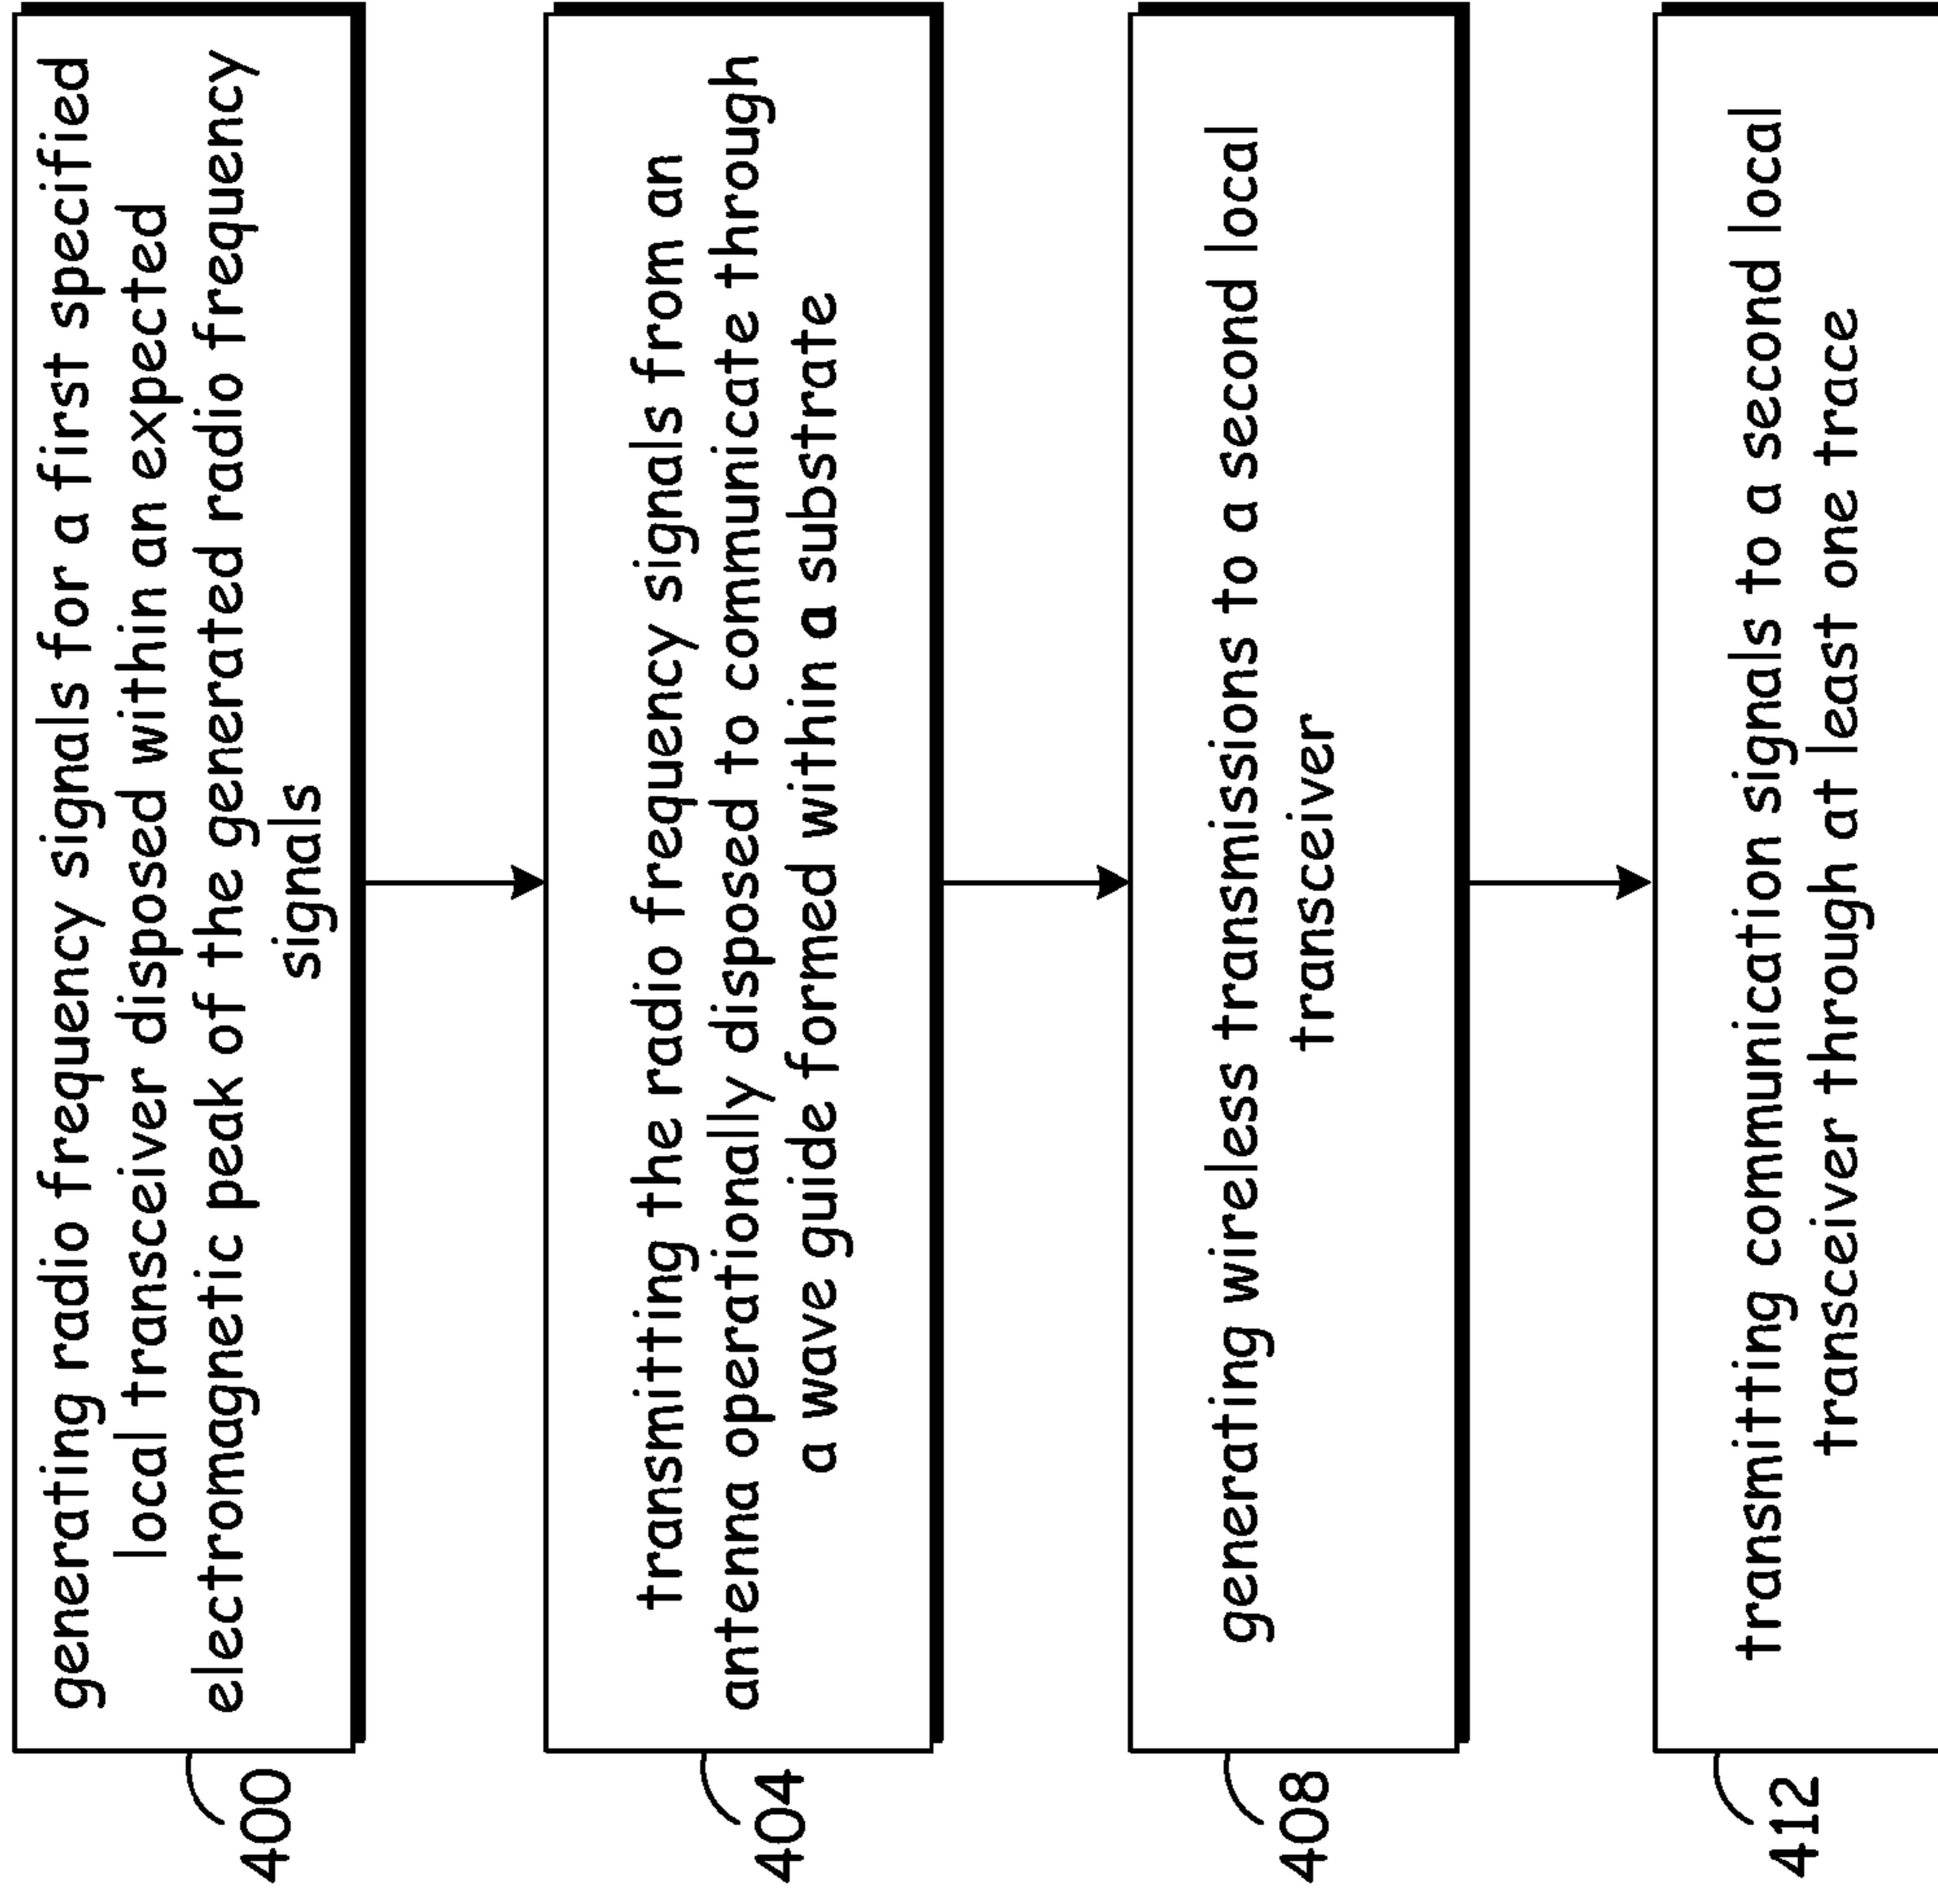 generating radio frequency signals for a first specified
local transceiver disposed within an expected
electromagnetic peak of the generated radio frequency
signals
400
transmitting the radio frequency signals from an
antenna operationally disposed to communicate through
a wave guide formed within a substrate
404
generating wireless transmissions to a second local
transceiver
408
transmitting communication signals to a second local
transceiver through at least one trace
412